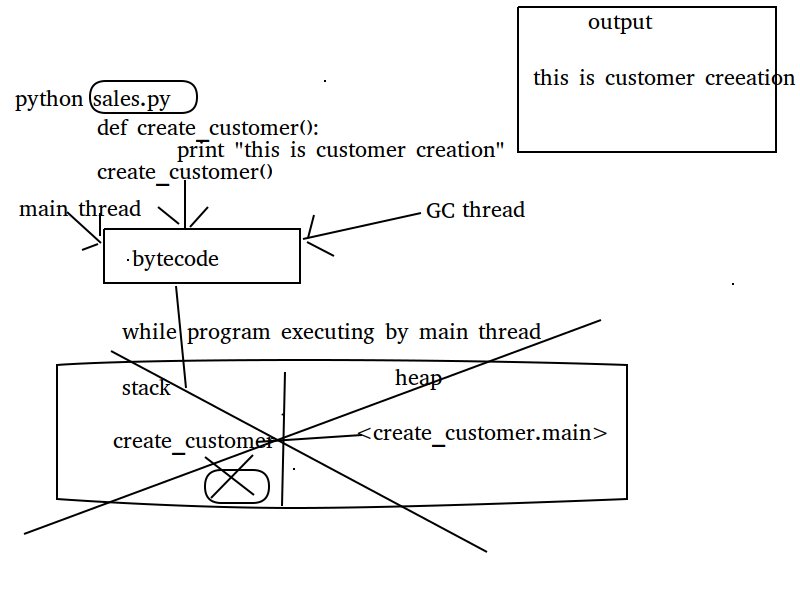 output
this is customer creeation
python sales.py
def create_customer():
print "this is customer creation"
create_customer()
main thread
GC thread
bytecode
while program executing by main thread
stack
heap
create_customer
<create_customer.main>